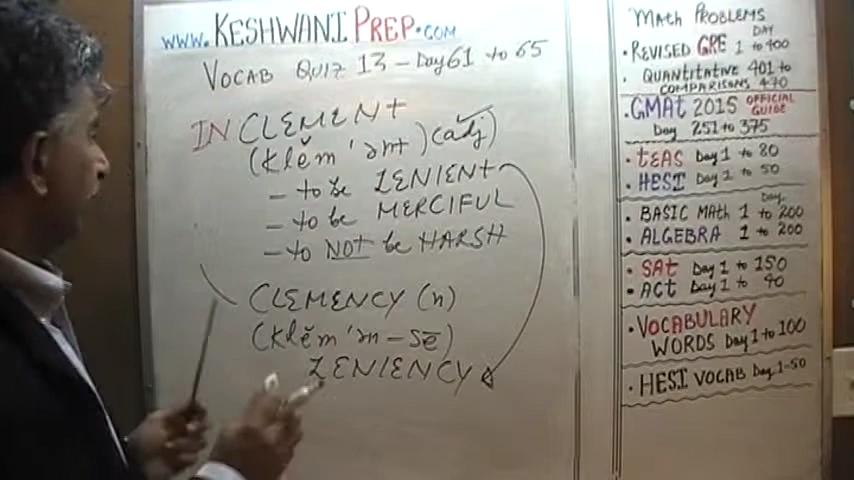 www.KESHWANI PREP.com
VOCAB QUIZ 13 - Day 61 to 65
INCLEMENT
(klĕm'ənt) (adj)
- to be LENIENT
- to be MERCIFUL
- to NOT be HARSH
CLEMENCY (n)
(klĕm'ən-sē)
LENIENCY
MATH PROBLEMS
DAY
• REVISED GRE 1 to 400
• QUANTITATIVE 401 to
COMPARISONS 470
• GMAT 2015 OFFICIAL GUIDE
Day 251 to 375
• TEAS Day 1 to 80
• HESI Day 1 to 50
Day
• BASIC MATH 1 to 200
• ALGEBRA 1 to 200
• SAT Day 1 to 150
• ACT Day 1 to 40
• VOCABULARY
WORDS Day 1 to 100
• HESI VOCAB Day 1-50